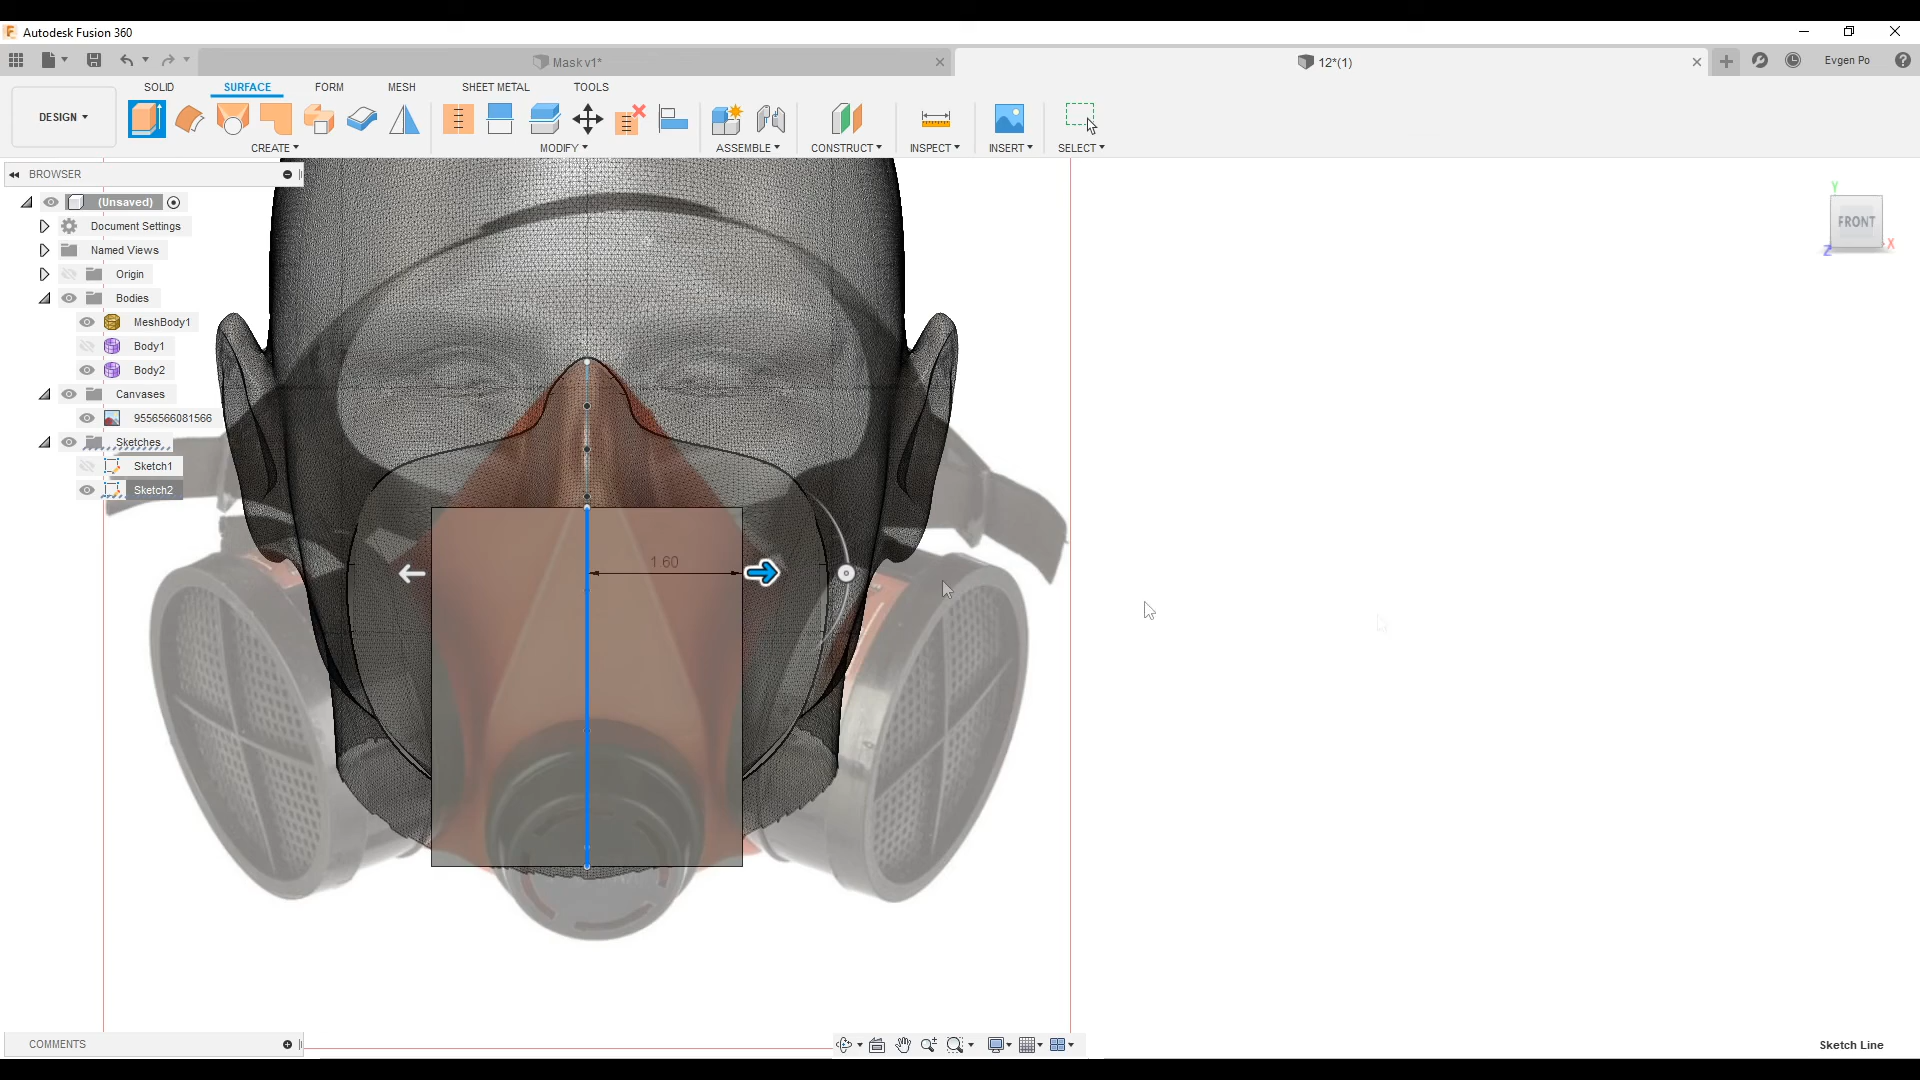 Autodesk Fusion 360
Mask v1*
12*(1)
Evgen Po
DESIGN
SOLID
SURFACE
FORM
MESH
SHEET METAL
TOOLS
CREATE
MODIFY
ASSEMBLE
CONSTRUCT
INSPECT
INSERT
SELECT
BROWSER
(Unsaved)
Document Settings
Named Views
Origin
Bodies
MeshBody1
Body1
Body2
Canvases
9556566081566
Sketches
Sketch1
Sketch2
1.60
Y
FRONT
X
Z
COMMENTS
Sketch Line